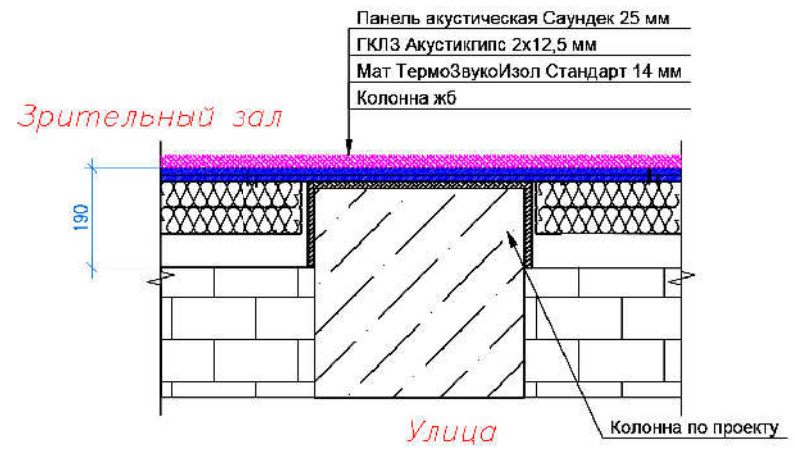 Панель акустическая Саундек 25 мм
ГКЛЗ Акустикгипс 2х12,5 мм
Мат ТермоЗвукоИзол Стандарт 14 мм
Колонна жб
Зрительный зал
190
Колонна по проекту
Улица